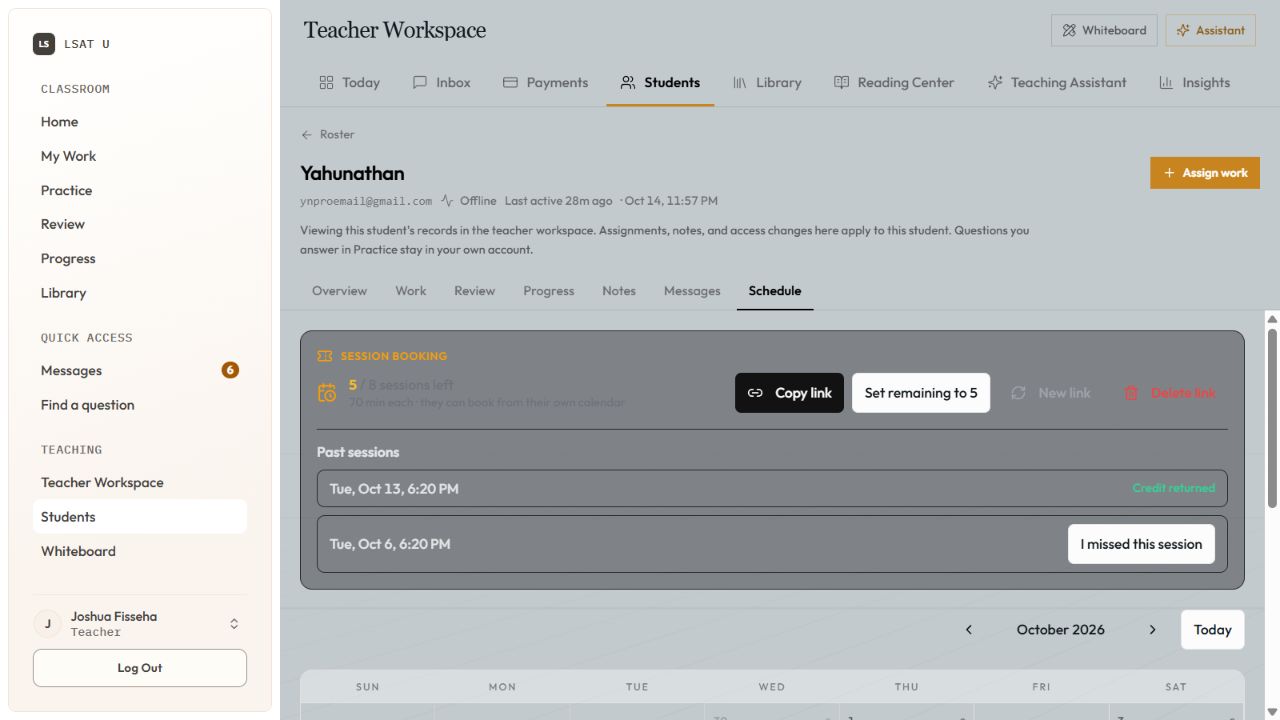 LS LSAT U
CLASSROOM
Home
My Work
Practice
Review
Progress
Library
QUICK ACCESS
Messages 6
Find a question
TEACHING
Teacher Workspace
Students
Whiteboard
J Joshua Fisseha
Teacher
Log Out
Teacher Workspace
Whiteboard Assistant
Today Inbox Payments Students Library Reading Center Teaching Assistant Insights
Roster
Yahunathan
Assign work
ynproemail@gmail.com Offline Last active 28m ago · Oct 14, 11:57 PM
Viewing this student's records in the teacher workspace. Assignments, notes, and access changes here apply to this student. Questions you
answer in Practice stay in your own account.
Overview Work Review Progress Notes Messages Schedule
SESSION BOOKING
5 / 8 sessions left
70 min each · they can book from their own calendar
Copy link Set remaining to 5 New link Delete link
Past sessions
Tue, Oct 13, 6:20 PM Credit returned
Tue, Oct 6, 6:20 PM I missed this session
October 2026 Today
SUN MON TUE WED THU FRI SAT